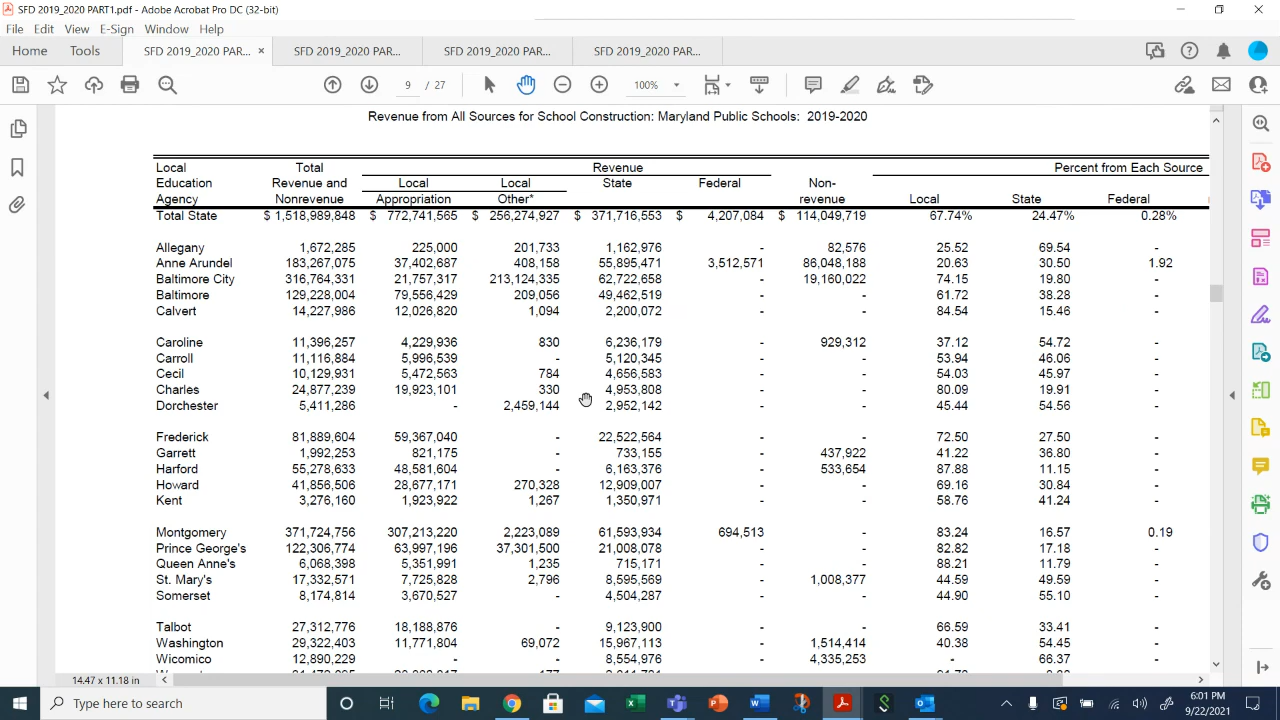 SFD 2019_2020 PART1.pdf - Adobe Acrobat Pro DC (32-bit)
File Edit View E-Sign Window Help
Home Tools SFD 2019_2020 PAR... × SFD 2019_2020 PAR... SFD 2019_2020 PAR... SFD 2019_2020 PAR...
9 / 27 100%
Revenue from All Sources for School Construction: Maryland Public Schools: 2019-2020
Local Total Revenue Percent from Each Source
Education Revenue and Local Local State Federal Non-
Agency Nonrevenue Appropriation Other* revenue Local State Federal
Total State $ 1,518,989,848 $ 772,741,565 $ 256,274,927 $ 371,716,553 $ 4,207,084 $ 114,049,719 67.74% 24.47% 0.28%
Allegany 1,672,285 225,000 201,733 1,162,976 - 82,576 25.52 69.54 -
Anne Arundel 183,267,075 37,402,687 408,158 55,895,471 3,512,571 86,048,188 20.63 30.50 1.92
Baltimore City 316,764,331 21,757,317 213,124,335 62,722,658 - 19,160,022 74.15 19.80 -
Baltimore 129,228,004 79,556,429 209,056 49,462,519 - - 61.72 38.28 -
Calvert 14,227,986 12,026,820 1,094 2,200,072 - - 84.54 15.46 -
Caroline 11,396,257 4,229,936 830 6,236,179 - 929,312 37.12 54.72 -
Carroll 11,116,884 5,996,539 - 5,120,345 - - 53.94 46.06 -
Cecil 10,129,931 5,472,563 784 4,656,583 - - 54.03 45.97 -
Charles 24,877,239 19,923,101 330 4,953,808 - - 80.09 19.91 -
Dorchester 5,411,286 - 2,459,144 2,952,142 - - 45.44 54.56 -
Frederick 81,889,604 59,367,040 - 22,522,564 - - 72.50 27.50 -
Garrett 1,992,253 821,175 - 733,155 - 437,922 41.22 36.80 -
Harford 55,278,633 48,581,604 - 6,163,376 - 533,654 87.88 11.15 -
Howard 41,856,506 28,677,171 270,328 12,909,007 - - 69.16 30.84 -
Kent 3,276,160 1,923,922 1,267 1,350,971 - - 58.76 41.24 -
Montgomery 371,724,756 307,213,220 2,223,089 61,593,934 694,513 - 83.24 16.57 0.19
Prince George's 122,306,774 63,997,196 37,301,500 21,008,078 - - 82.82 17.18 -
Queen Anne's 6,068,398 5,351,991 1,235 715,171 - - 88.21 11.79 -
St. Mary's 17,332,571 7,725,828 2,796 8,595,569 - 1,008,377 44.59 49.59 -
Somerset 8,174,814 3,670,527 - 4,504,287 - - 44.90 55.10 -
Talbot 27,312,776 18,188,876 - 9,123,900 - - 66.59 33.41 -
Washington 29,322,403 11,771,804 69,072 15,967,113 - 1,514,414 40.38 54.45 -
Wicomico 12,890,229 - - 8,554,976 - 4,335,253 - 66.37 -
14.47 x 11.18 in
Type here to search
6:01 PM
9/22/2021